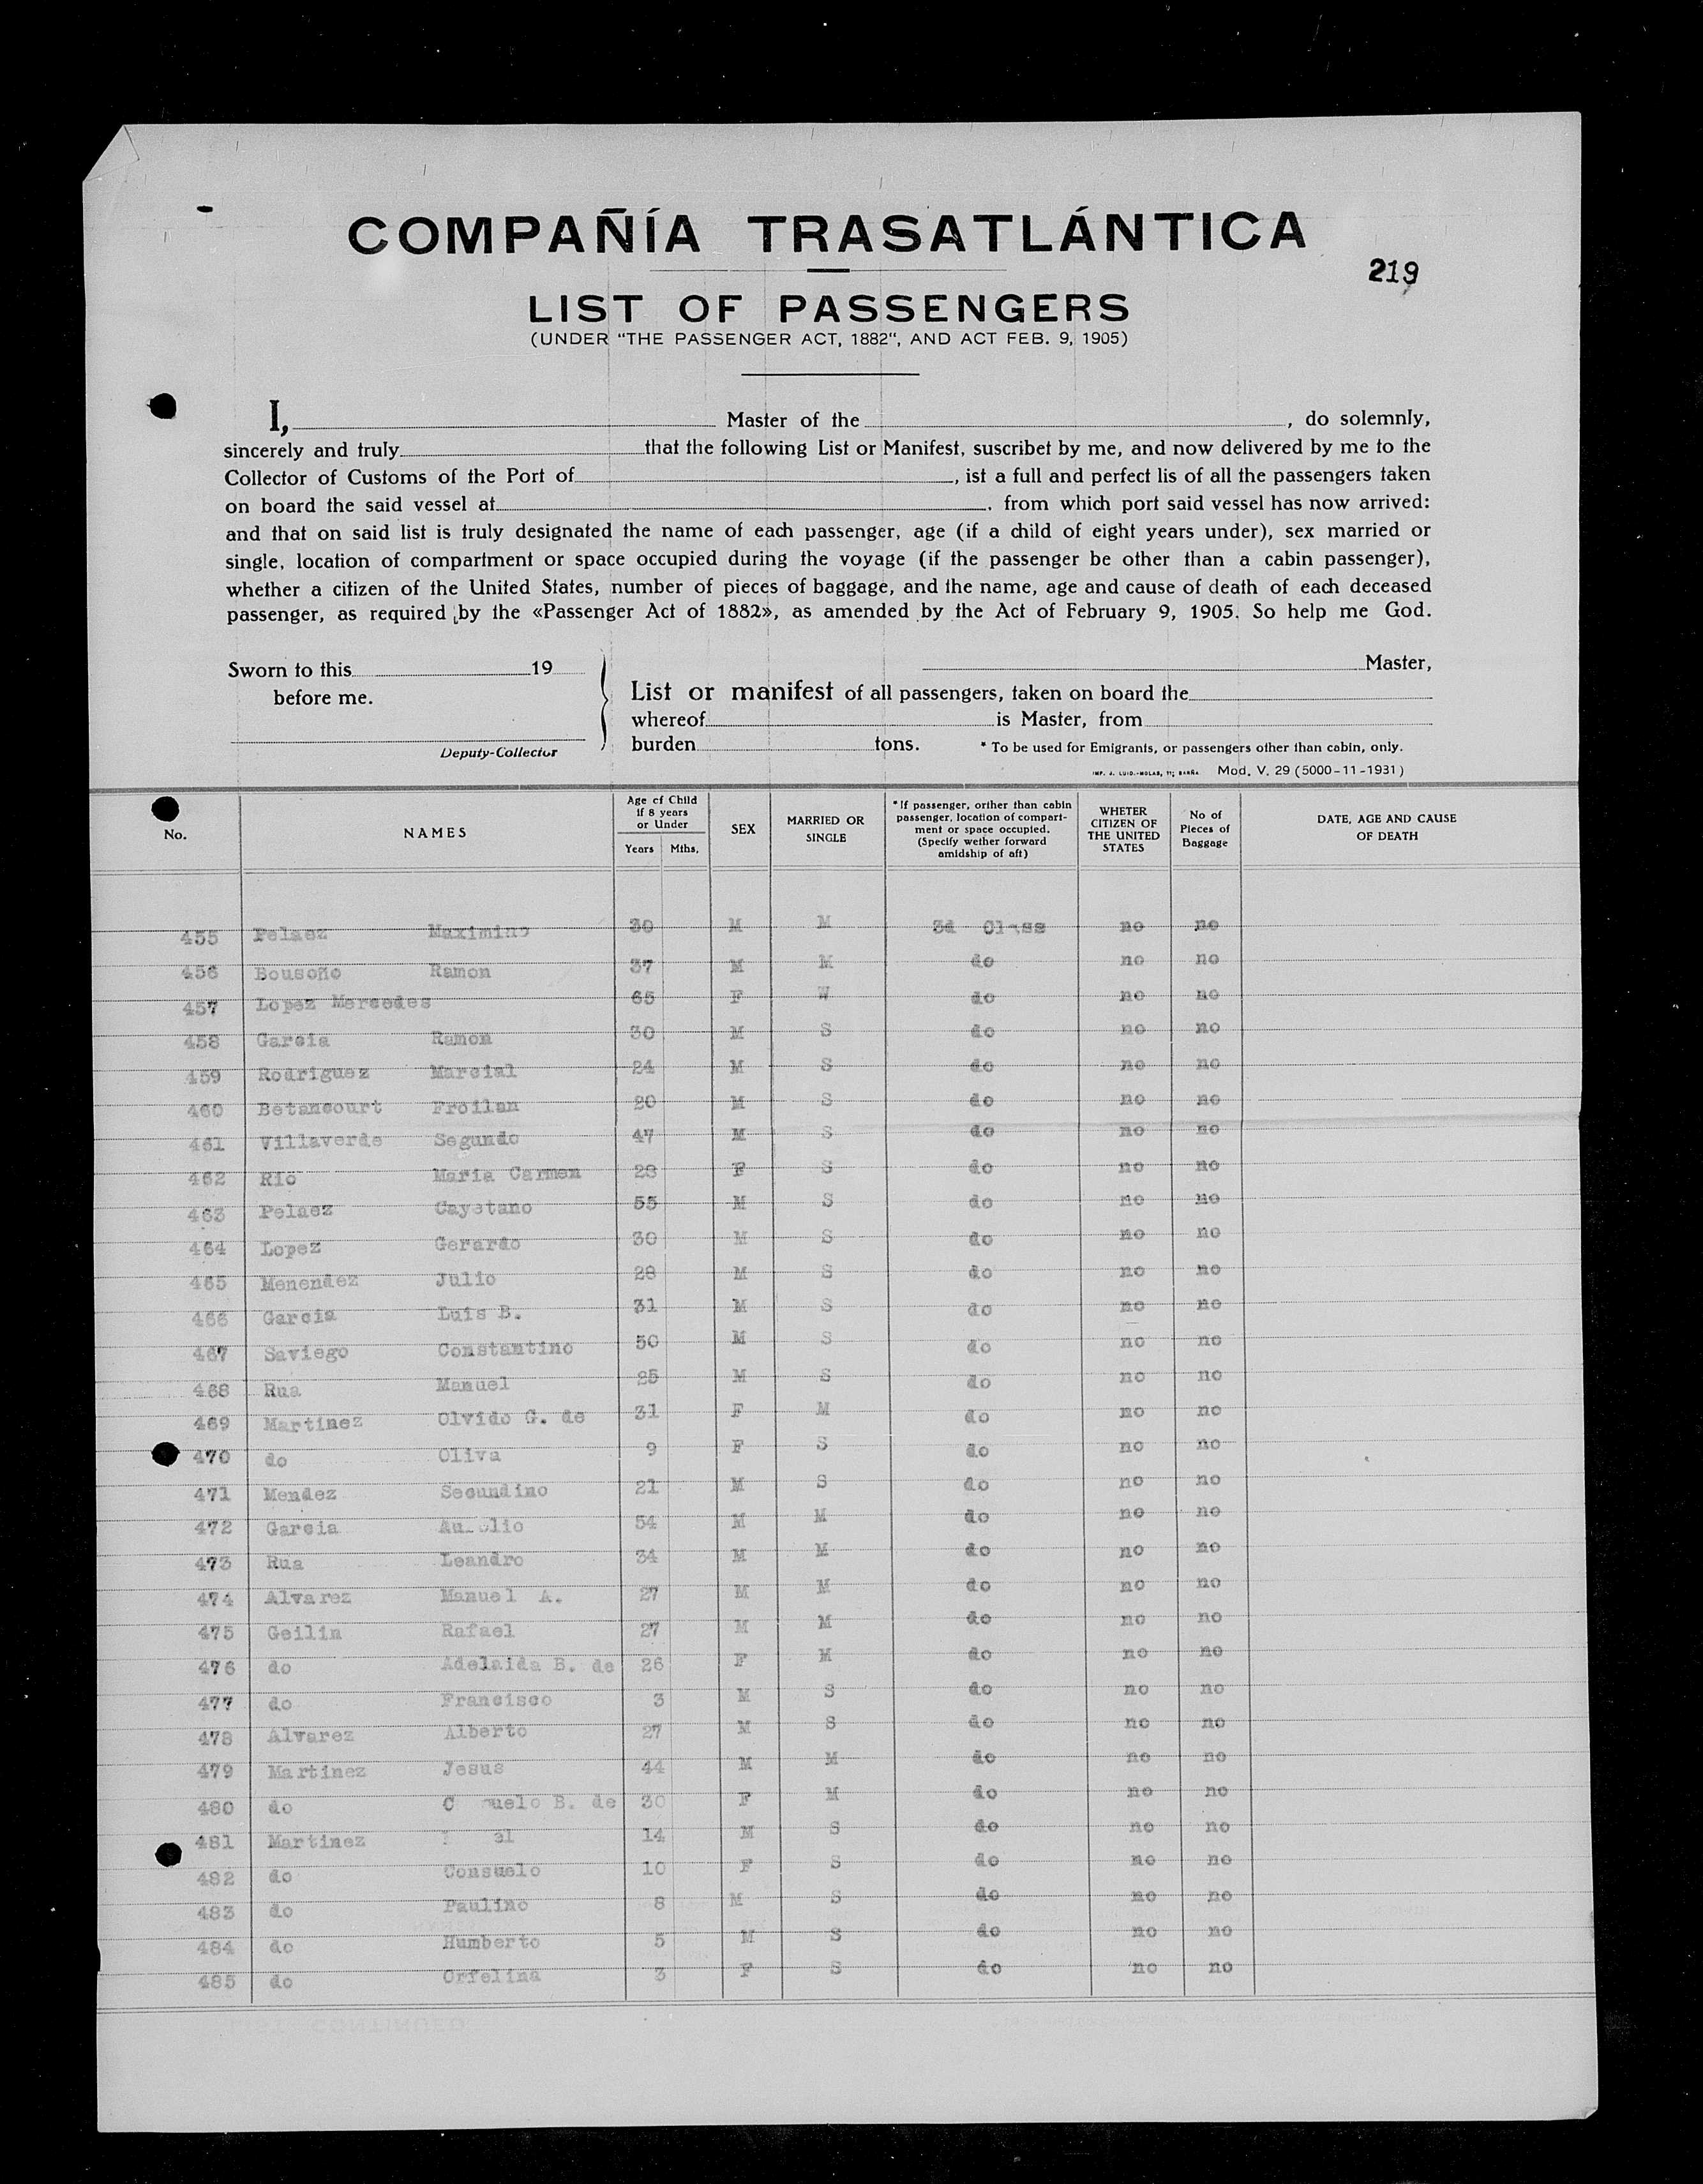 COMPAÑÍA TRASATLÁNTICA
219
LIST OF PASSENGERS
(UNDER "THE PASSENGER ACT, 1882", AND ACT FEB. 9, 1905)
I, Master of the , do solemnly,
sincerely and truly that the following List or Manifest, suscribet by me, and now delivered by me to the
Collector of Customs of the Port of , ist a full and perfect lis of all the passengers taken
on board the said vessel at , from which port said vessel has now arrived:
and that on said list is truly designated the name of each passenger, age (if a child of eight years under), sex married or
single, location of compartment or space occupied during the voyage (if the passenger be other than a cabin passenger),
whether a citizen of the United States, number of pieces of baggage, and the name, age and cause of death of each deceased
passenger, as required by the «Passenger Act of 1882», as amended by the Act of February 9, 1905. So help me God.
Sworn to this 19
before me.
Deputy-Collector
Master,
List or manifest of all passengers, taken on board the
whereof is Master, from
burden tons. * To be used for Emigrants, or passengers other than cabin, only.
Mod. V. 29 (5000-11-1931)
No. NAMES Age of Child if 8 years or Under Years Mths, SEX MARRIED OR SINGLE * If passenger, orther than cabin passenger, location of compartment or space occupied. (Specify wether forward amidship of aft) WHETER CITIZEN OF THE UNITED STATES No of Pieces of Baggage DATE, AGE AND CAUSE OF DEATH
455 Pelaez Maximino 30 M M 3d Class no no
456 Bousoño Ramon 37 M M do no no
457 Lopez Mercedes 65 F W do no no
458 Garcia Ramon 30 M S do no no
459 Rodriguez Marcial 24 M S do no no
460 Betancourt Froilan 20 M S do no no
461 Villaverde Segundo 47 M S do no no
462 Rio Maria Carmen 28 F S do no no
463 Pelaez Cayetano 55 M S do no no
464 Lopez Gerardo 30 M S do no no
465 Menendez Julio 28 M S do no no
466 Garcia Luis B. 31 M S do no no
467 Saviego Constantino 50 M S do no no
468 Rua Manuel 25 M S do no no
469 Martinez Olvido G. de 31 F M do no no
470 do Oliva 9 F S do no no
471 Mendez Secundino 21 M S do no no
472 Garcia 54 M M do no no
473 Rua Leandro 34 M M do no no
474 Alvarez Manuel A. 27 M M do no no
475 Geilin Rafael 27 M M do no no
476 do Adelaida B. de 26 F M do no no
477 do Francisco 3 M S do no no
478 Alvarez Alberto 27 M S do no no
479 Martinez Jesus 44 M M do no no
480 do B. de 30 F M do no no
481 Martinez 14 M S do no no
482 do Consuelo 10 F S do no no
483 do Paulino 8 M S do no no
484 do Humberto 5 M S do no no
485 do Orfelina 3 F S do no no